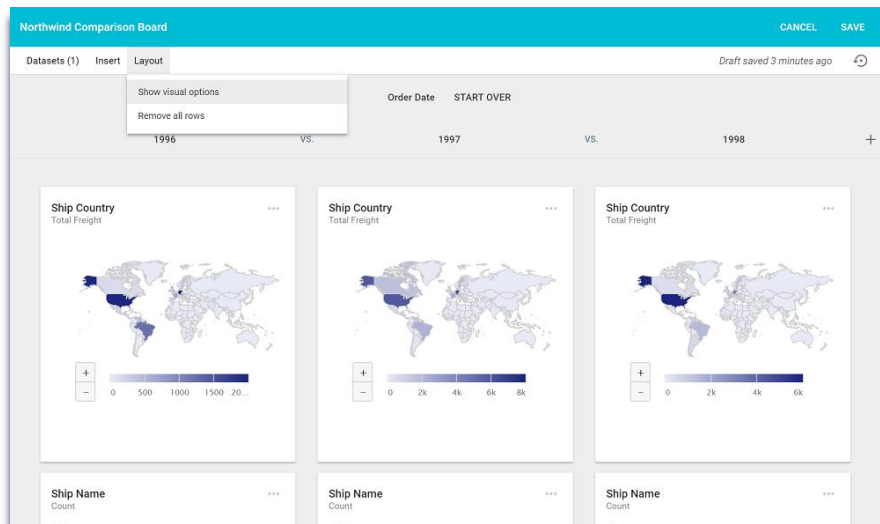 Northwind Comparison Board CANCEL SAVE
Datasets (1) Insert Layout Draft saved 3 minutes ago
Show visual options
Remove all rows
Order Date START OVER
1996 VS. 1997 VS. 1998 +
Ship Country ... Ship Country ... Ship Country ...
Total Freight Total Freight Total Freight
+ + +
− − −
0 500 1000 1500 20... 0 2k 4k 6k 8k 0 2k 4k 6k
Ship Name ... Ship Name ... Ship Name ...
Count Count Count